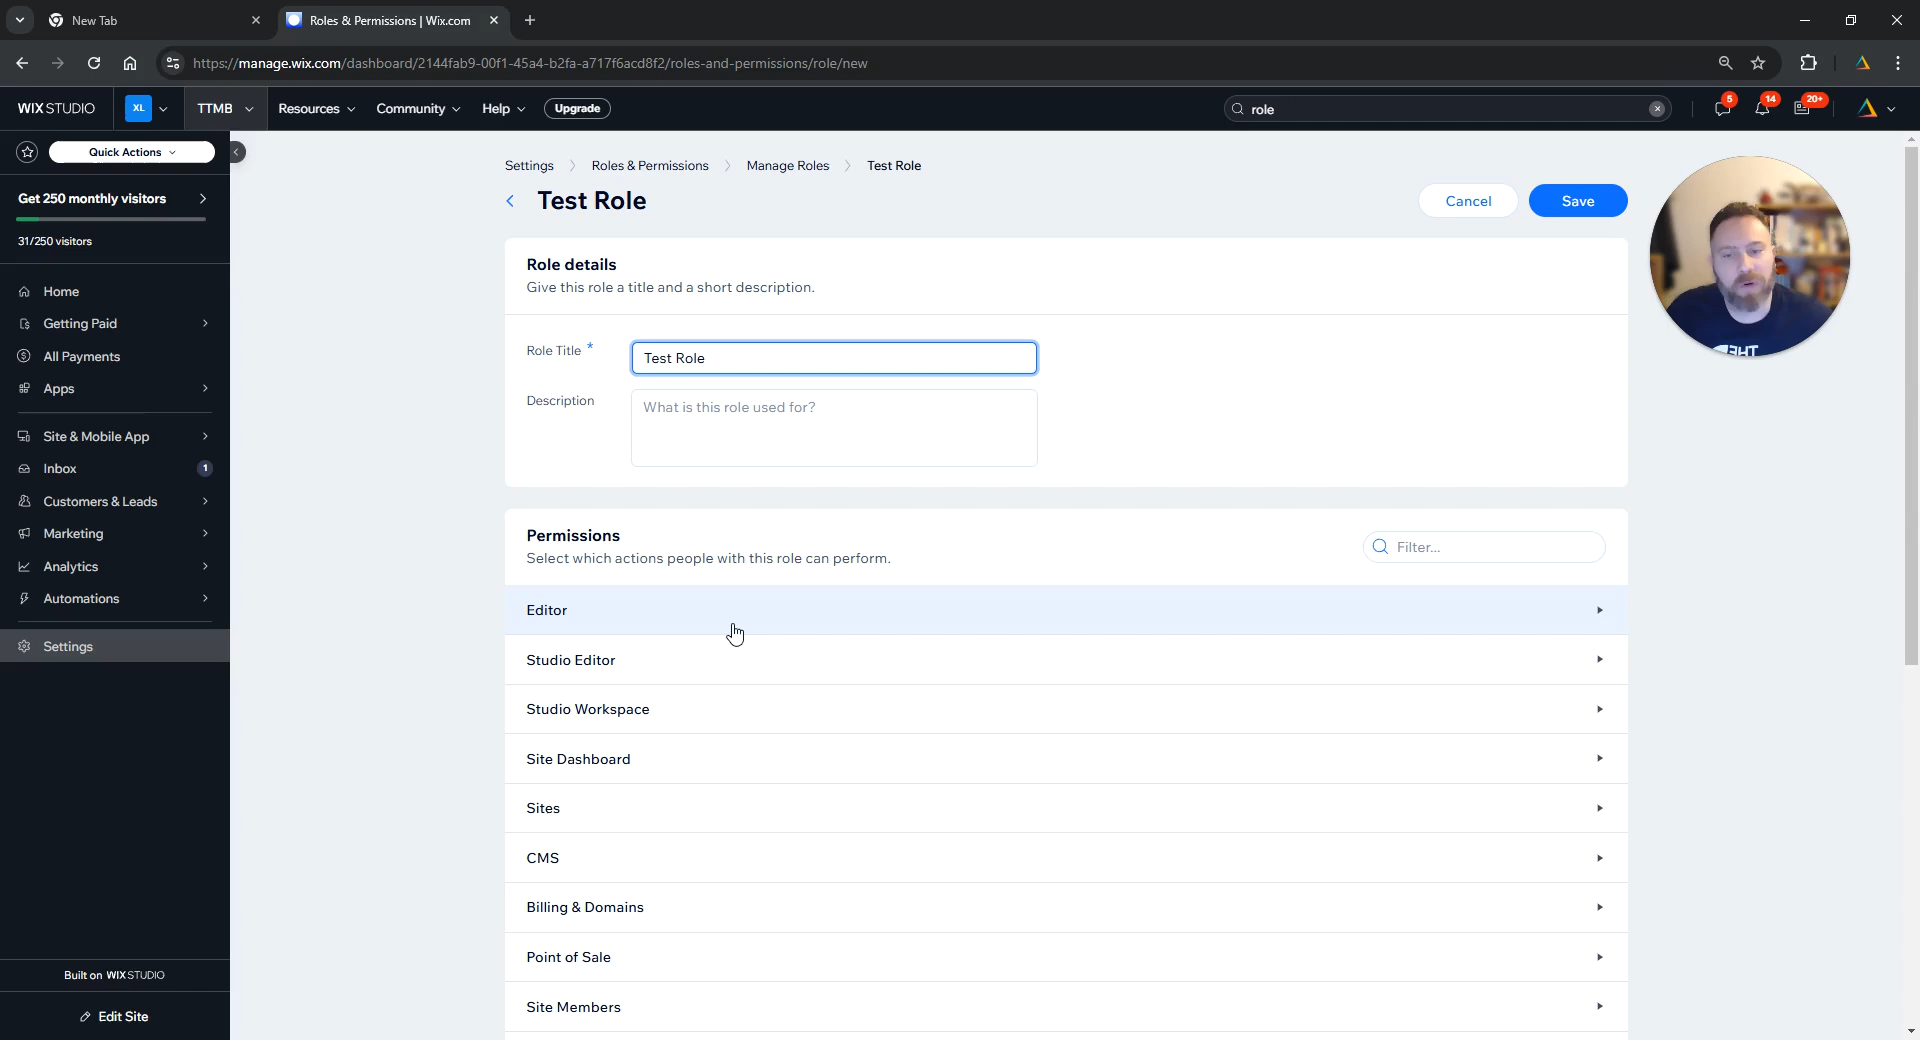 New Tab
Roles & Permissions | Wix.com
https://manage.wix.com/dashboard/2144fab9-00f1-45a4-b2fa-a717f6acd8f2/roles-and-permissions/role/new
WIX STUDIO
XL
TTMB
Resources
Community
Help
Upgrade
role
5
14
20+
Quick Actions
Get 250 monthly visitors
31/250 visitors
Home
Getting Paid
All Payments
Apps
Site & Mobile App
Inbox
1
Customers & Leads
Marketing
Analytics
Automations
Settings
Built on WIX STUDIO
Edit Site
Settings
Roles & Permissions
Manage Roles
Test Role
Test Role
Cancel
Save
Role details
Give this role a title and a short description.
Role Title *
Test Role
Description
What is this role used for?
Permissions
Select which actions people with this role can perform.
Filter...
Editor
Studio Editor
Studio Workspace
Site Dashboard
Sites
CMS
Billing & Domains
Point of Sale
Site Members
THE